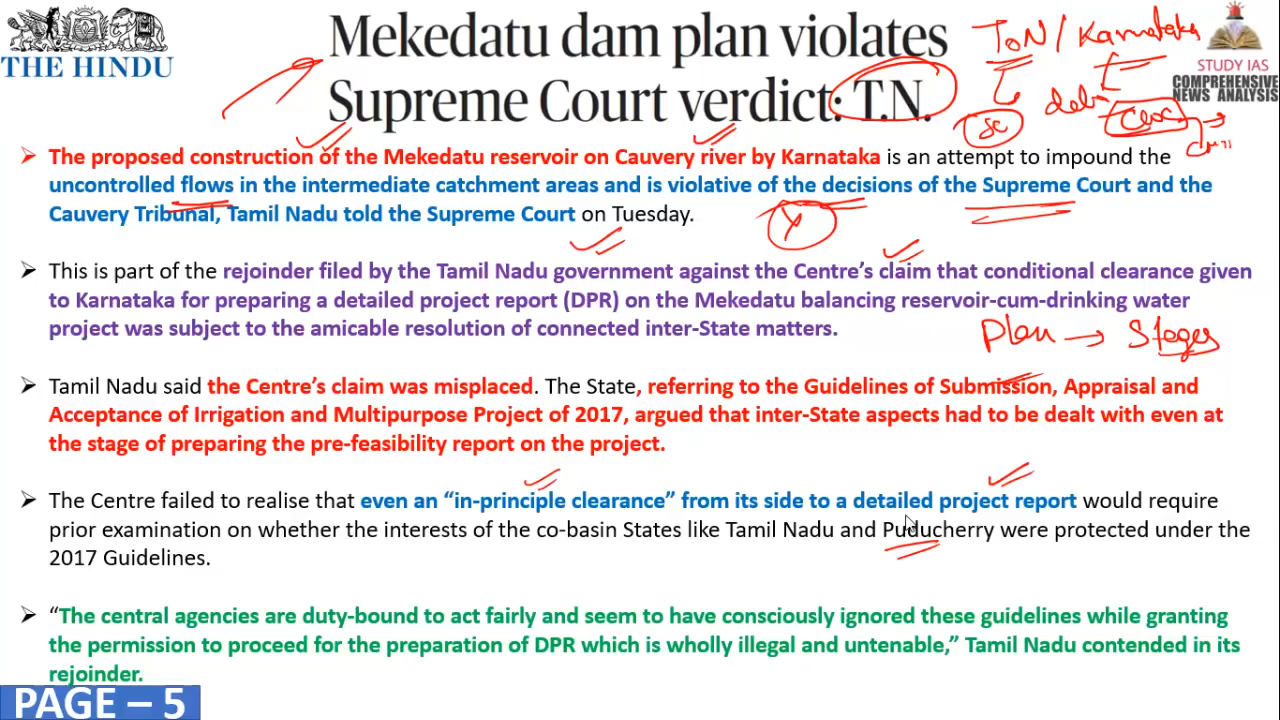 THE HINDU
Mekedatu dam plan violates
Supreme Court verdict: T.N.
T.N / Karnataka
SC
STUDY IAS
COMPREHENSIVE
NEWS ANALYSIS
The proposed construction of the Mekedatu reservoir on Cauvery river by Karnataka is an attempt to impound the
uncontrolled flows in the intermediate catchment areas and is violative of the decisions of the Supreme Court and the
Cauvery Tribunal, Tamil Nadu told the Supreme Court on Tuesday.
This is part of the rejoinder filed by the Tamil Nadu government against the Centre’s claim that conditional clearance given
to Karnataka for preparing a detailed project report (DPR) on the Mekedatu balancing reservoir-cum-drinking water
project was subject to the amicable resolution of connected inter-State matters.
Plan → Stages
Tamil Nadu said the Centre’s claim was misplaced. The State, referring to the Guidelines of Submission, Appraisal and
Acceptance of Irrigation and Multipurpose Project of 2017, argued that inter-State aspects had to be dealt with even at
the stage of preparing the pre-feasibility report on the project.
The Centre failed to realise that even an “in-principle clearance” from its side to a detailed project report would require
prior examination on whether the interests of the co-basin States like Tamil Nadu and Puducherry were protected under the
2017 Guidelines.
“The central agencies are duty-bound to act fairly and seem to have consciously ignored these guidelines while granting
the permission to proceed for the preparation of DPR which is wholly illegal and untenable,” Tamil Nadu contended in its
rejoinder.
PAGE – 5